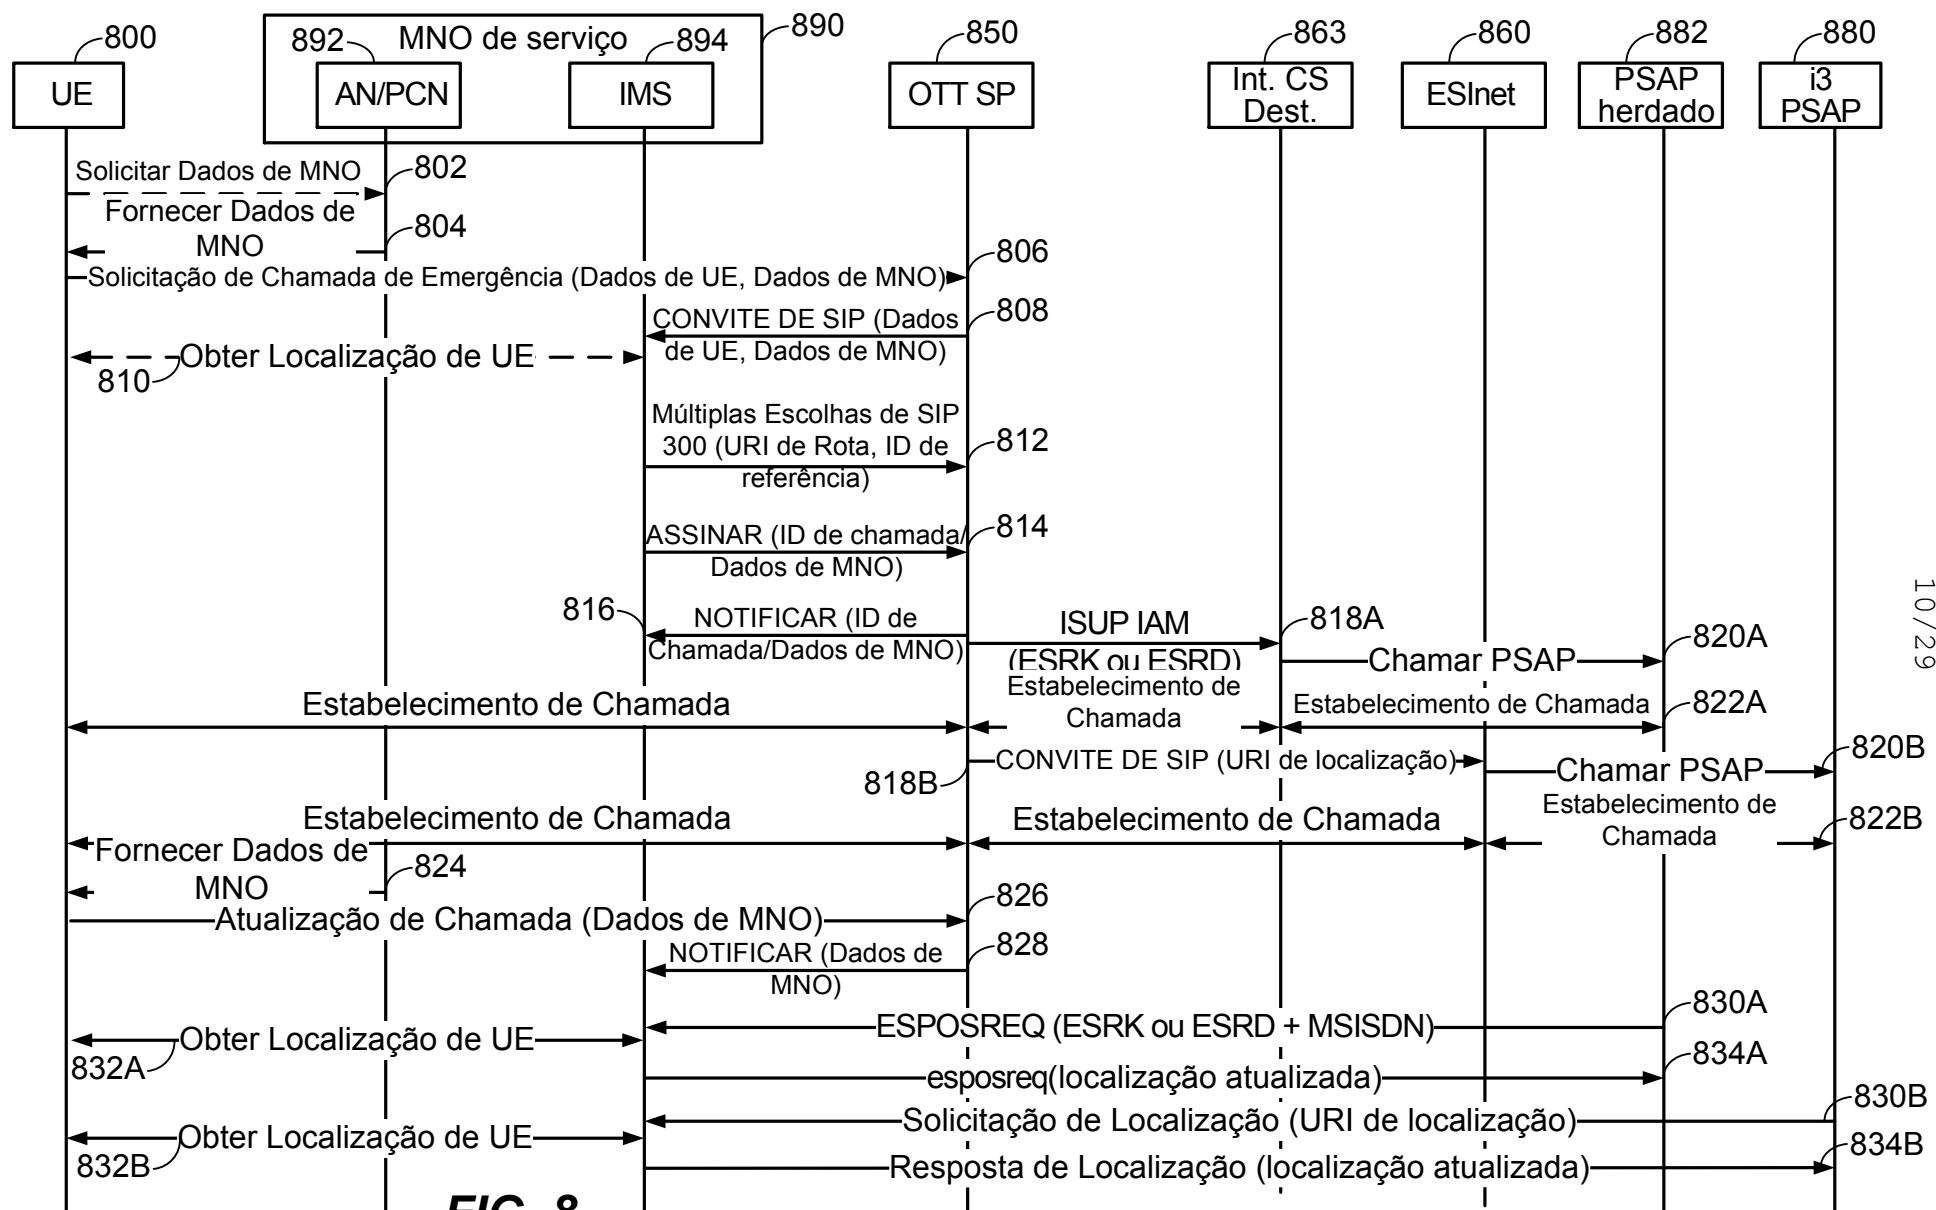 800
892
MNO de serviço
894
890
850
863
860
882
880
UE
AN/PCN
IMS
OTT SP
Int. CS
Dest.
ESInet
PSAP
herdado
i3
PSAP
Solicitar Dados de MNO
802
Fornecer Dados de
MNO
804
806
Solicitação de Chamada de Emergência (Dados de UE, Dados de MNO)
808
CONVITE DE SIP (Dados
de UE, Dados de MNO)
Obter Localização de UE
810
Múltiplas Escolhas de SIP
300 (URI de Rota, ID de
referência)
812
814
ASSINAR (ID de chamada/
Dados de MNO)
816
NOTIFICAR (ID de
Chamada/Dados de MNO)
ISUP IAM
(ESRK ou ESRD)
818A
Chamar PSAP
820A
10/29
Estabelecimento de Chamada
Estabelecimento de
Chamada
Estabelecimento de Chamada
822A
CONVITE DE SIP (URI de localização)
818B
Chamar PSAP
820B
Estabelecimento de Chamada
Estabelecimento de Chamada
Estabelecimento de
Chamada
822B
Fornecer Dados de
MNO
824
Atualização de Chamada (Dados de MNO)
826
NOTIFICAR (Dados de
MNO)
828
830A
ESPOSREQ (ESRK ou ESRD + MSISDN)
Obter Localização de UE
832A
834A
esposreq(localização atualizada)
830B
Solicitação de Localização (URI de localização)
Obter Localização de UE
832B
834B
Resposta de Localização (localização atualizada)
FIG. 8